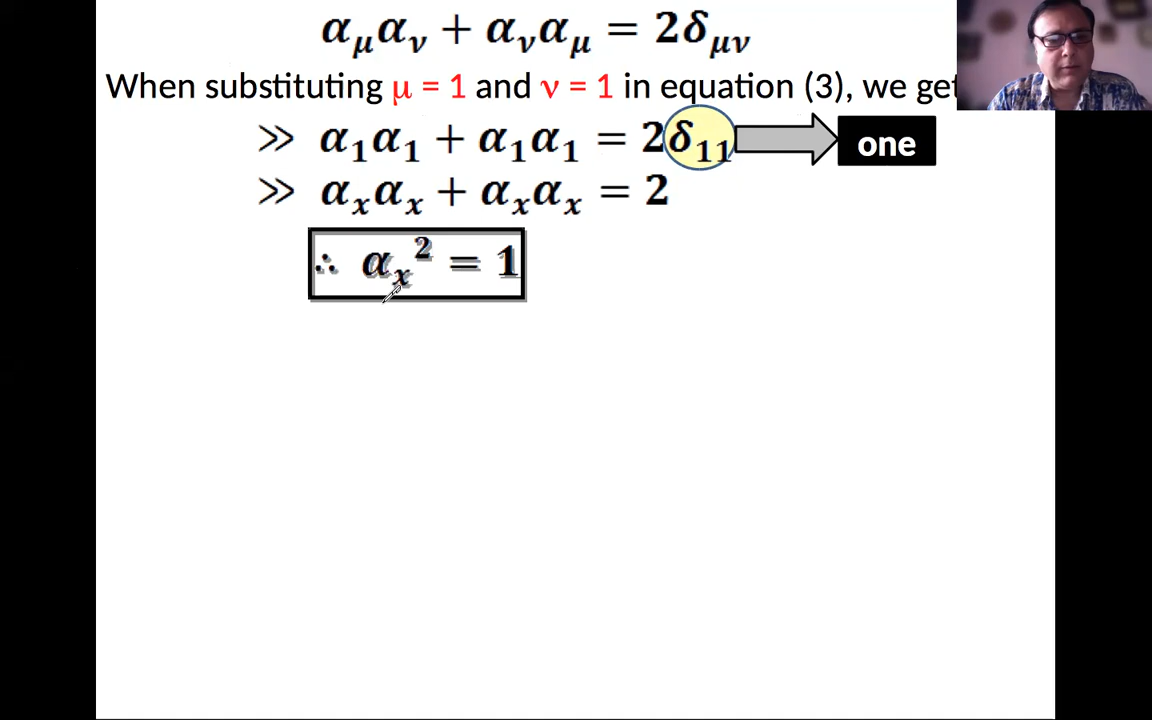 αμαν + αναμ = 2δμν
When substituting μ = 1 and ν = 1 in equation (3), we get
≫ α₁α₁ + α₁α₁ = 2δ₁₁ one
≫ αₓαₓ + αₓαₓ = 2
∴ αₓ² = 1